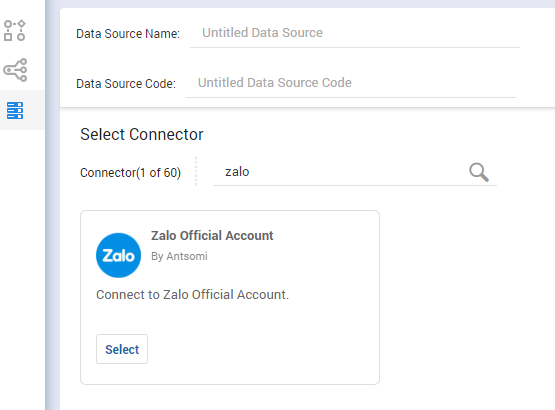 Data Source Name: Untitled Data Source
Data Source Code: Untitled Data Source Code
Select Connector
Connector(1 of 60) zalo
Zalo
Zalo Official Account
By Antsomi
Connect to Zalo Official Account.
Select